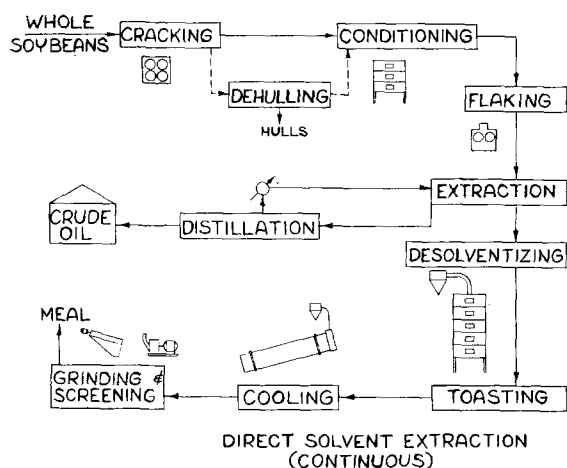 WHOLE
SOYBEANS
CRACKING
CONDITIONING
DEHULLING
HULLS
FLAKING
EXTRACTION
DISTILLATION
CRUDE
OIL
DESOLVENTIZING
MEAL
GRINDING &
SCREENING
COOLING
TOASTING
DIRECT SOLVENT EXTRACTION
(CONTINUOUS)